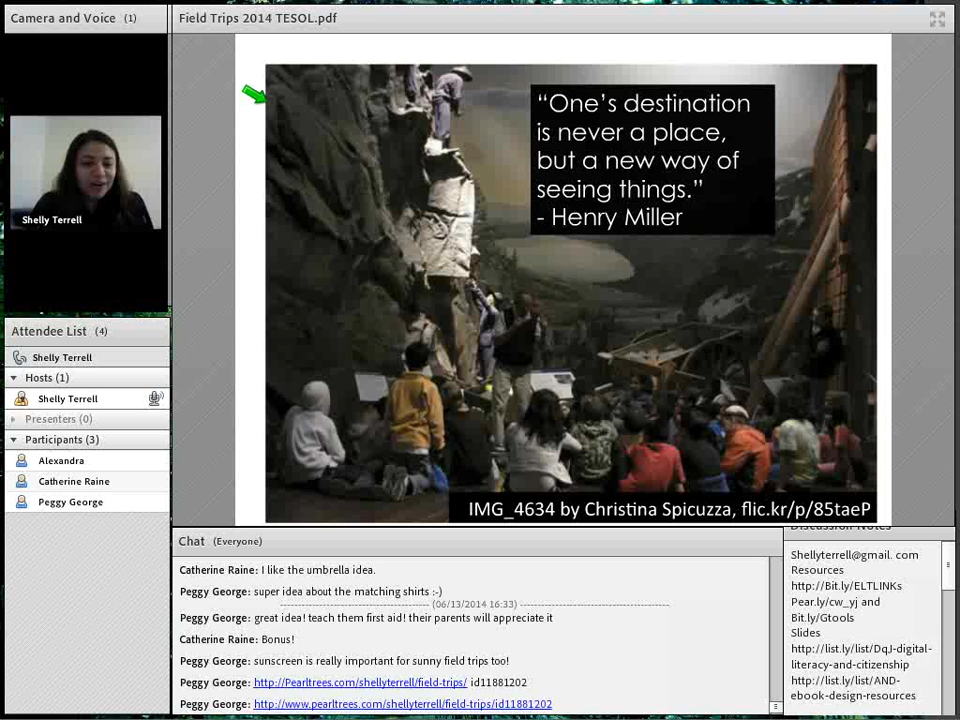 Camera and Voice (1)
Shelly Terrell
Attendee List (4)
Shelly Terrell
Hosts (1)
Shelly Terrell
Presenters (0)
Participants (3)
Alexandra
Catherine Raine
Peggy George
Field Trips 2014 TESOL.pdf
“One’s destination
is never a place,
but a new way of
seeing things.”
- Henry Miller
IMG_4634 by Christina Spicuzza, flic.kr/p/85taeP
Chat (Everyone)
Catherine Raine: I like the umbrella idea.
Peggy George: super idea about the matching shirts :-)
(06/13/2014 16:33)
Peggy George: great idea! teach them first aid! their parents will appreciate it
Catherine Raine: Bonus!
Peggy George: sunscreen is really important for sunny field trips too!
Peggy George: http://Pearltrees.com/shellyterrell/field-trips/ id11881202
Peggy George: http://www.pearltrees.com/shellyterrell/field-trips/id11881202
Discussion Notes
Shellyterrell@gmail. com
Resources
http://Bit.ly/ELTLINKs
Pear.ly/cw_yj and
Bit.ly/Gtools
Slides
http://list.ly/list/DqJ-digital-
literacy-and-citizenship
http://list.ly/list/AND-
ebook-design-resources